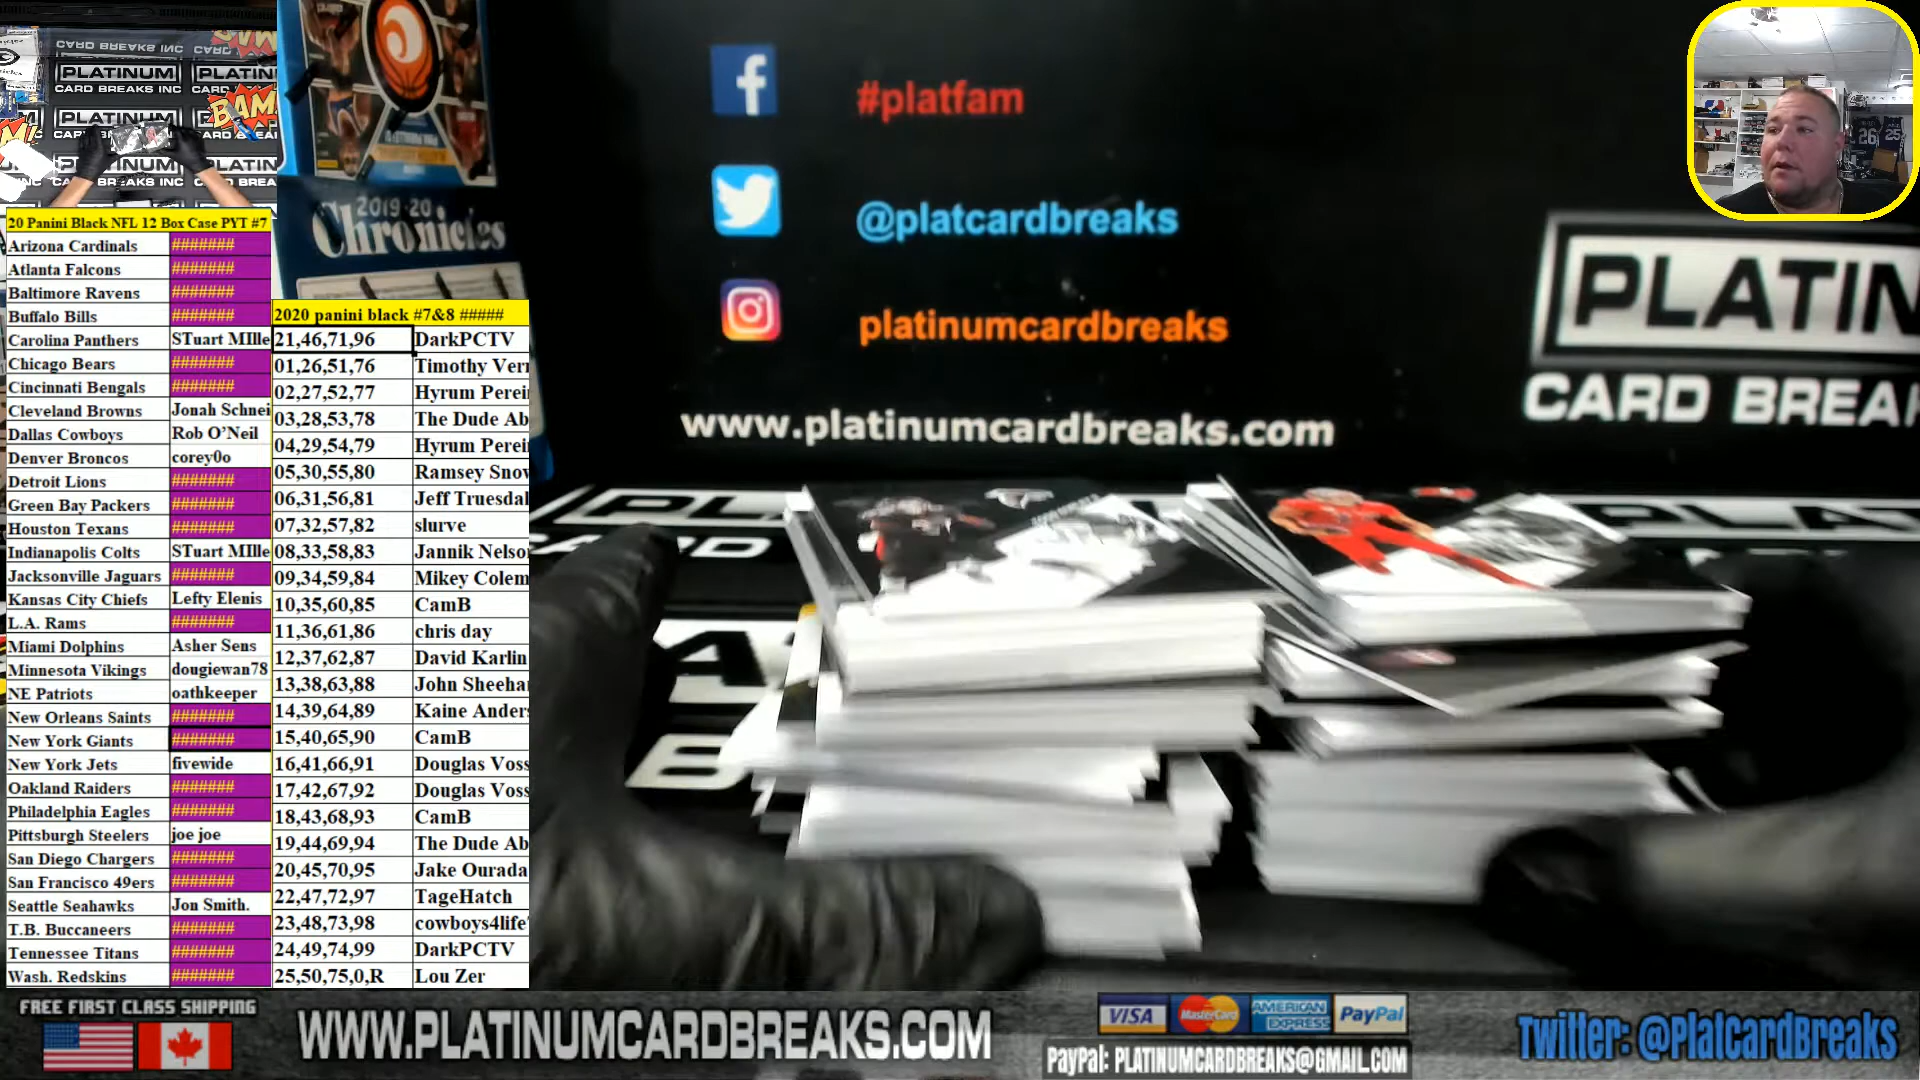 CARD BREAKS INC CARD
PLATINUM PLATIN
CARD BREAKS INC CARD BREA
BAM
2019-20
Chronicles
#platfam
@platcardbreaks
platinumcardbreaks
www.platinumcardbreaks.com
PLATIN
CARD BREA
26 25
20 Panini Black NFL 12 Box Case PYT #7
Arizona Cardinals #######
Atlanta Falcons #######
Baltimore Ravens #######
Buffalo Bills #######
Carolina Panthers STuart MIlle
Chicago Bears #######
Cincinnati Bengals #######
Cleveland Browns Jonah Schnei
Dallas Cowboys Rob O’Neil
Denver Broncos corey0o
Detroit Lions #######
Green Bay Packers #######
Houston Texans #######
Indianapolis Colts STuart MIlle
Jacksonville Jaguars #######
Kansas City Chiefs Lefty Elenis
L.A. Rams #######
Miami Dolphins Asher Sens
Minnesota Vikings dougiewan78
NE Patriots oathkeeper
New Orleans Saints #######
New York Giants #######
New York Jets fivewide
Oakland Raiders #######
Philadelphia Eagles #######
Pittsburgh Steelers joe joe
San Diego Chargers #######
San Francisco 49ers #######
Seattle Seahawks Jon Smith.
T.B. Buccaneers #######
Tennessee Titans #######
Wash. Redskins #######
2020 panini black #7&8 #####
21,46,71,96 DarkPCTV
01,26,51,76 Timothy Verr
02,27,52,77 Hyrum Perei
03,28,53,78 The Dude Ab
04,29,54,79 Hyrum Perei
05,30,55,80 Ramsey Snov
06,31,56,81 Jeff Truesdal
07,32,57,82 slurve
08,33,58,83 Jannik Nelso
09,34,59,84 Mikey Colem
10,35,60,85 CamB
11,36,61,86 chris day
12,37,62,87 David Karlin
13,38,63,88 John Sheeha
14,39,64,89 Kaine Anders
15,40,65,90 CamB
16,41,66,91 Douglas Voss
17,42,67,92 Douglas Voss
18,43,68,93 CamB
19,44,69,94 The Dude Ab
20,45,70,95 Jake Ourada
22,47,72,97 TageHatch
23,48,73,98 cowboys4life
24,49,74,99 DarkPCTV
25,50,75,0,R Lou Zer
FREE FIRST CLASS SHIPPING
WWW.PLATINUMCARDBREAKS.COM
VISA MasterCard AMERICAN EXPRESS PayPal
PayPal: PLATINUMCARDBREAKS@GMAIL.COM
Twitter: @PlatCardBreaks